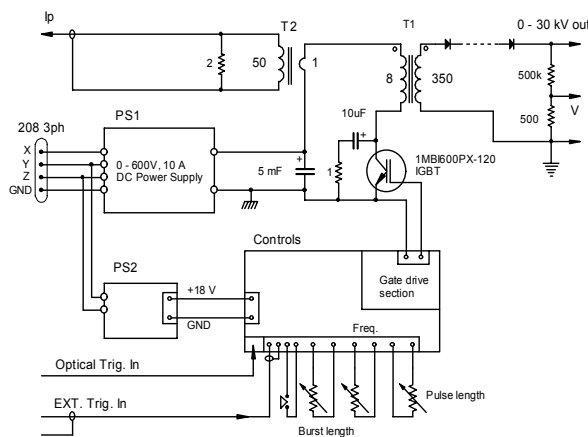 Ip
T2
T1
0 - 30 kV out
2
50
1
8
350
500k
V
500
10uF
208 3ph
PS1
X
Y
Z
GND
0 - 600V, 10 A
DC Power Supply
+
5 mF
+
1
1MBI600PX-120
IGBT
Controls
PS2
+18 V
GND
Gate drive
section
Freq.
Optical Trig. In
EXT. Trig. In
Burst length
Pulse length